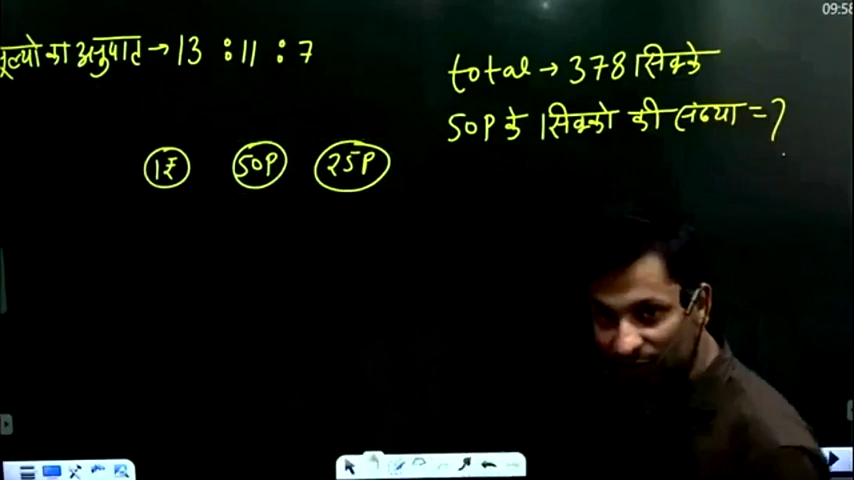 09:58
मूल्यो का अनुपात → 13 : 11 : 7
total → 378 सिक्के
50P के सिक्को की संख्या = ?
1₹ 50P 25P